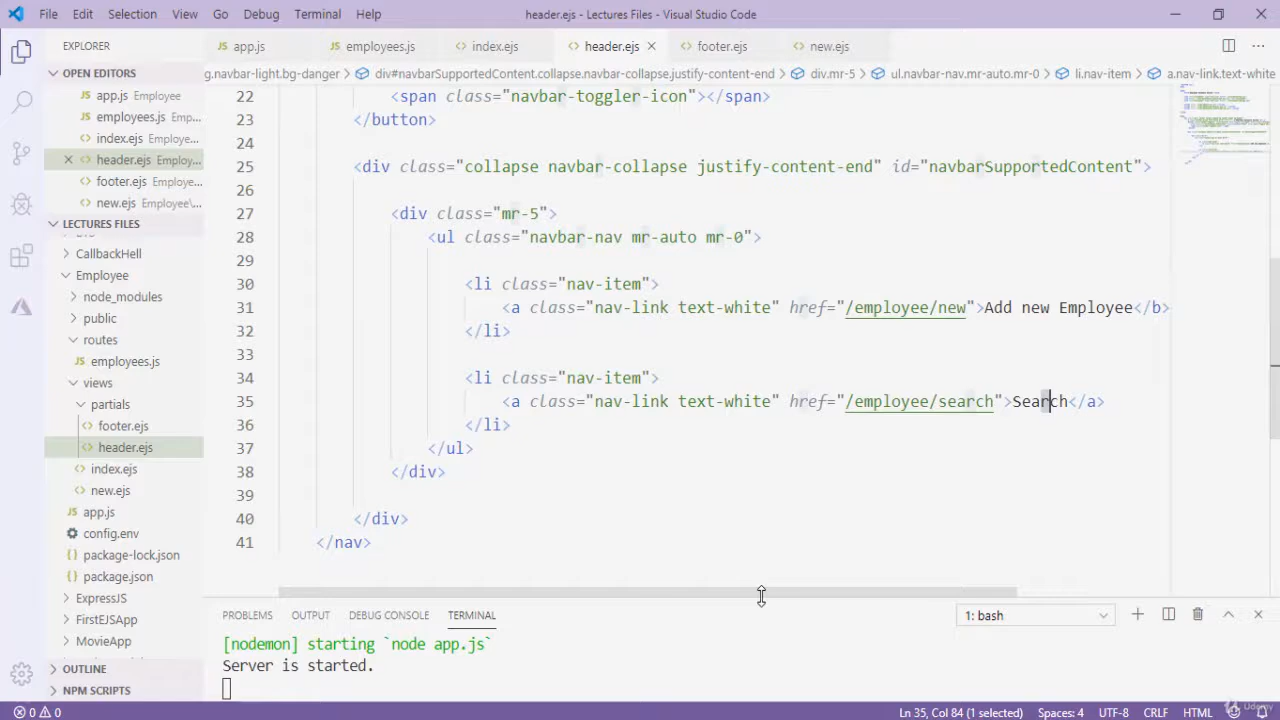 File Edit Selection View Go Debug Terminal Help
header.ejs - Lectures Files - Visual Studio Code
EXPLORER
app.js
employees.js
index.ejs
header.ejs
footer.ejs
new.ejs
g.navbar-light.bg-danger > div#navbarSupportedContent.collapse.navbar-collapse.justify-content-end > div.mr-5 > ul.navbar-nav.mr-auto.mr-0 > li.nav-item > a.nav-link.text-white
OPEN EDITORS
app.js Employee
employees.js Emp...
index.ejs Employe...
header.ejs Employ...
footer.ejs Employe...
new.ejs Employee\...
LECTURES FILES
CallbackHell
Employee
node_modules
public
routes
employees.js
views
partials
footer.ejs
header.ejs
index.ejs
new.ejs
app.js
config.env
package-lock.json
package.json
ExpressJS
FirstEJSApp
MovieApp
OUTLINE
NPM SCRIPTS
22 <span class="navbar-toggler-icon"></span>
23 </button>
24
25 <div class="collapse navbar-collapse justify-content-end" id="navbarSupportedContent">
26
27 <div class="mr-5">
28 <ul class="navbar-nav mr-auto mr-0">
29
30 <li class="nav-item">
31 <a class="nav-link text-white" href="/employee/new">Add new Employee</b>
32 </li>
33
34 <li class="nav-item">
35 <a class="nav-link text-white" href="/employee/search">Search</a>
36 </li>
37 </ul>
38 </div>
39
40 </div>
41 </nav>
PROBLEMS OUTPUT DEBUG CONSOLE TERMINAL
1: bash
[nodemon] starting `node app.js`
Server is started.
0 0
Ln 35, Col 84 (1 selected) Spaces: 4 UTF-8 CRLF HTML
Udemy